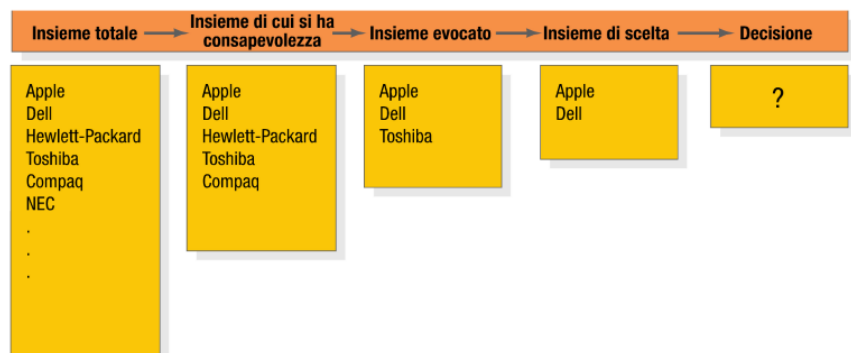 Insieme totale
Insieme di cui si ha
consapevolezza
Insieme evocato
Insieme di scelta
Decisione
Apple
Dell
Hewlett-Packard
Toshiba
Compaq
NEC
.
.
.
Apple
Dell
Hewlett-Packard
Toshiba
Compaq
Apple
Dell
Toshiba
Apple
Dell
?